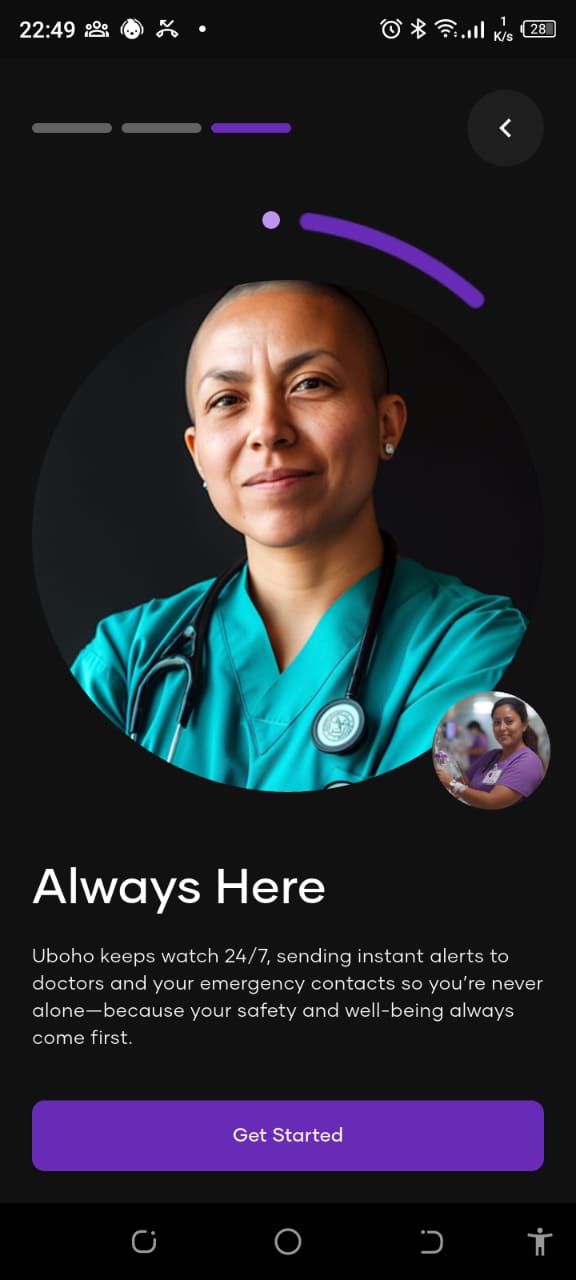 22:49
1
K/s
28
Always Here
Uboho keeps watch 24/7, sending instant alerts to
doctors and your emergency contacts so you’re never
alone—because your safety and well-being always
come first.
Get Started